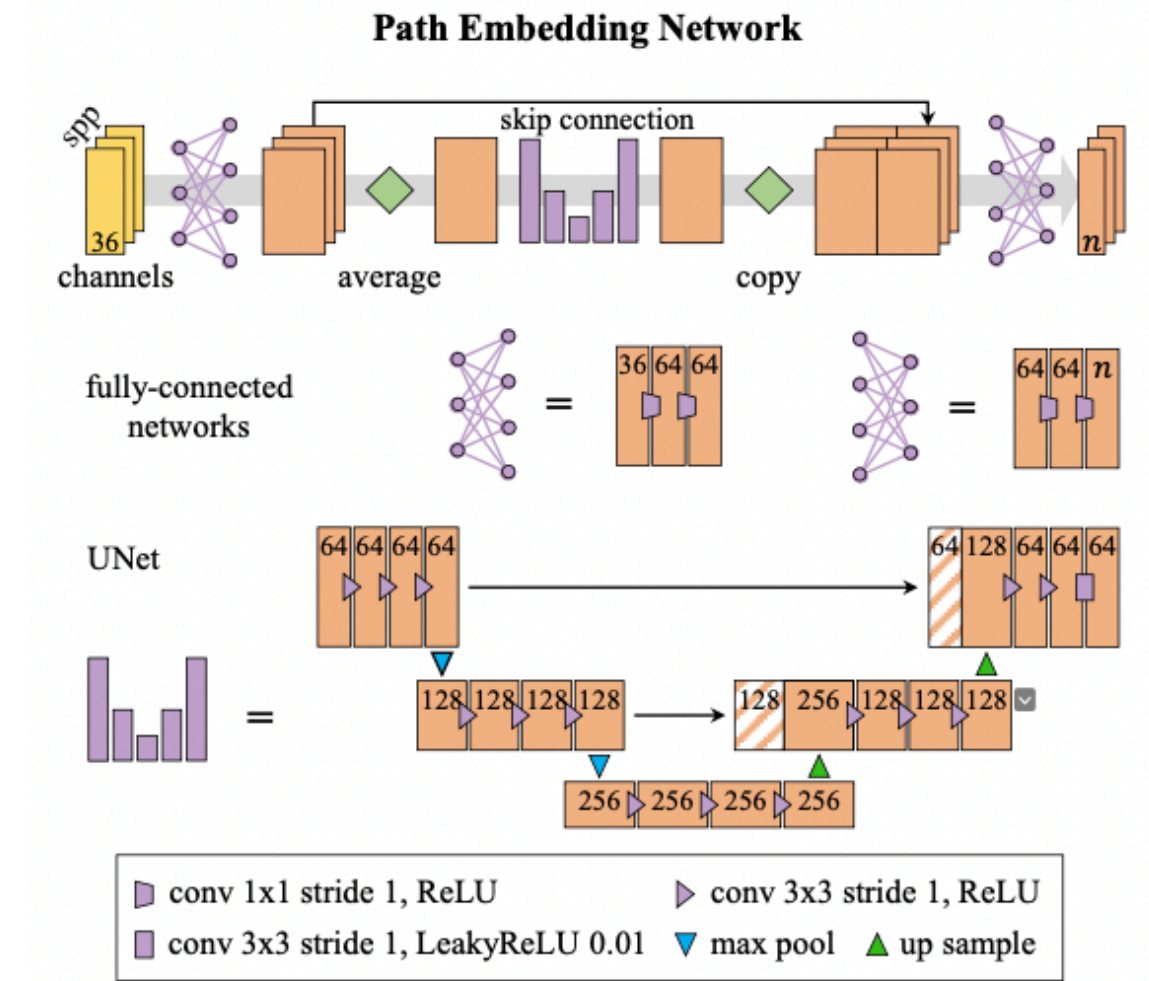 Path Embedding Network
spp
skip connection
36
n
channels
average
copy
fully-connected
networks
=
36 64 64
=
64 64 n
UNet
64 64 64 64
64 128 64 64 64
=
128 128 128 128
128 256 128 128 128
256 256 256 256
conv 1x1 stride 1, ReLU
conv 3x3 stride 1, ReLU
conv 3x3 stride 1, LeakyReLU 0.01
max pool
up sample